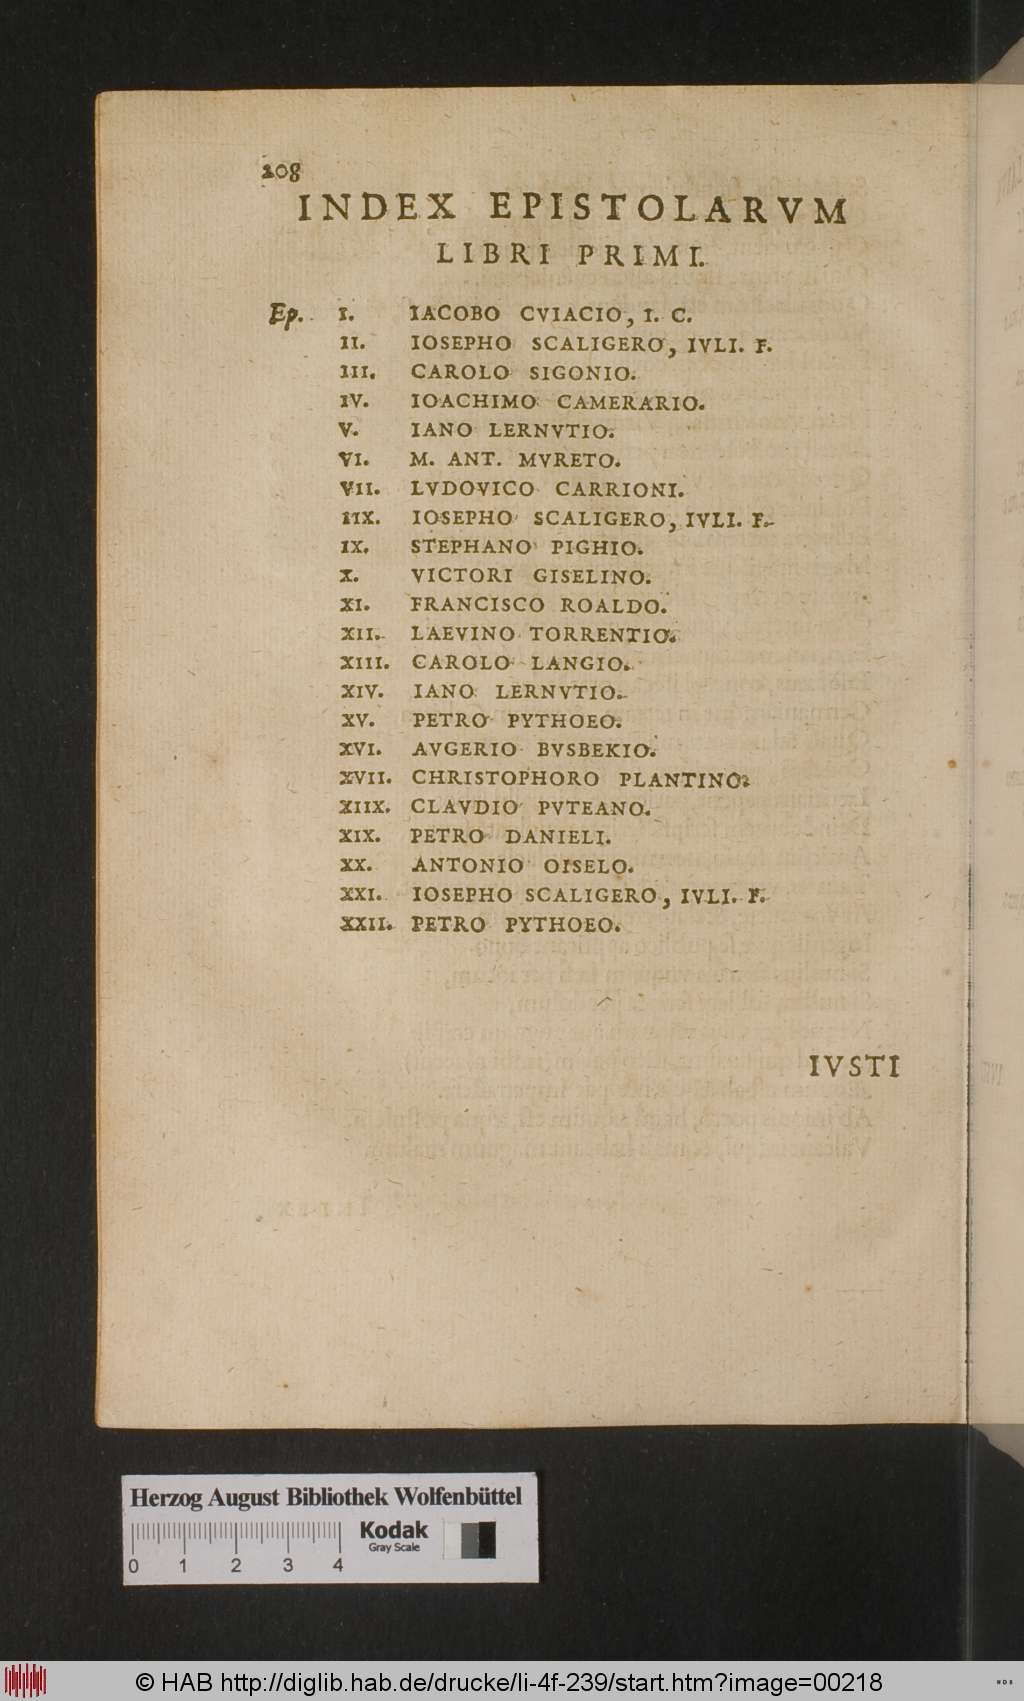 208
INDEX EPISTOLARVM
LIBRI PRIMI.
Ep. I. IACOBO CVIACIO, I. C.
II. IOSEPHO SCALIGERO, IVLI. F.
III. CAROLO SIGONIO.
IV. IOACHIMO CAMERARIO.
V. IANO LERNVTIO.
VI. M. ANT. MVRETO.
VII. LVDOVICO CARRIONI.
IIX. IOSEPHO SCALIGERO, IVLI. F.
IX. STEPHANO PIGHIO.
X. VICTORI GISELINO.
XI. FRANCISCO ROALDO.
XII. LAEVINO TORRENTIO.
XIII. CAROLO LANGIO.
XIV. IANO LERNVTIO.
XV. PETRO PYTHOEO.
XVI. AVGERIO BVSBEKIO.
XVII. CHRISTOPHORO PLANTINO.
XIIX. CLAVDIO PVTEANO.
XIX. PETRO DANIELI.
XX. ANTONIO OISELO.
XXI. IOSEPHO SCALIGERO, IVLI. F.
XXII. PETRO PYTHOEO.
IVSTI
Herzog August Bibliothek Wolfenbüttel
Kodak
Gray Scale
0 1 2 3 4
© HAB http://diglib.hab.de/drucke/li-4f-239/start.htm?image=00218